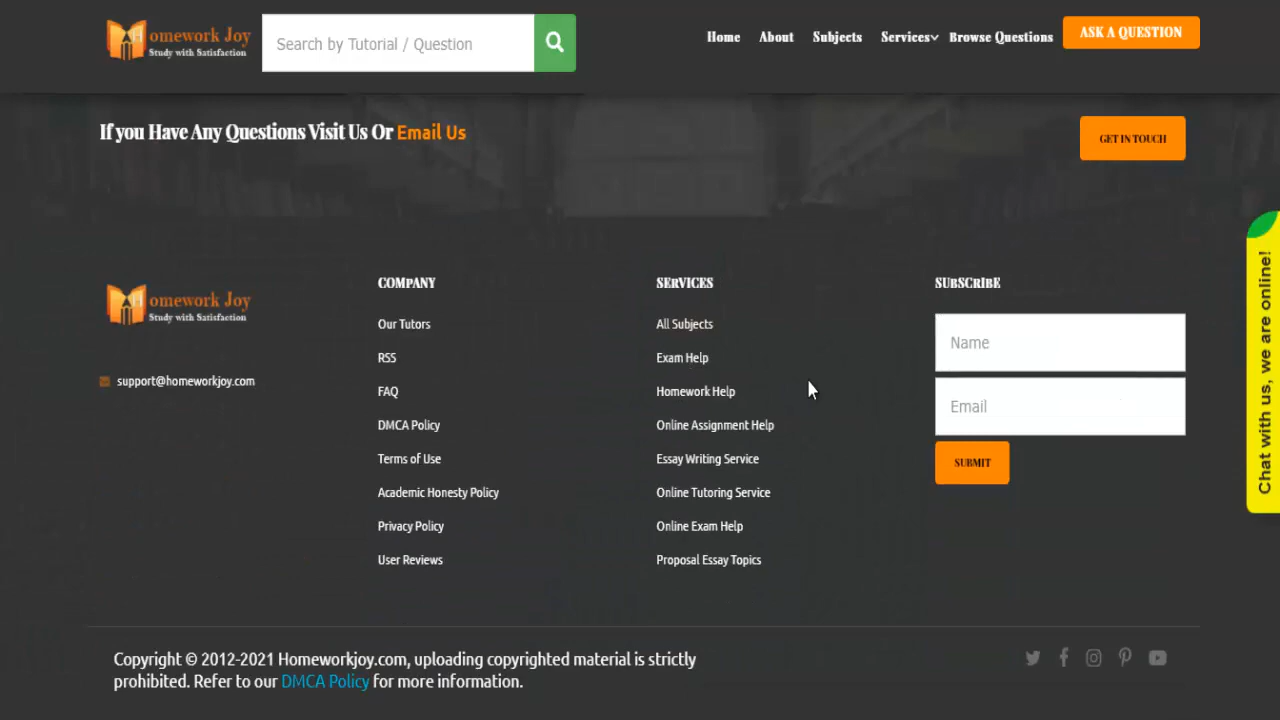 Homework Joy
Study with Satisfaction
Search by Tutorial / Question
Home About Subjects Services Browse Questions ASK A QUESTION
If you Have Any Questions Visit Us Or Email Us
GET IN TOUCH
Homework Joy
Study with Satisfaction
support@homeworkjoy.com
COMPANY
Our Tutors
RSS
FAQ
DMCA Policy
Terms of Use
Academic Honesty Policy
Privacy Policy
User Reviews
SERVICES
All Subjects
Exam Help
Homework Help
Online Assignment Help
Essay Writing Service
Online Tutoring Service
Online Exam Help
Proposal Essay Topics
SUBSCRIBE
Name
Email
SUBMIT
Chat with us, we are online!
Copyright © 2012-2021 Homeworkjoy.com, uploading copyrighted material is strictly
prohibited. Refer to our DMCA Policy for more information.